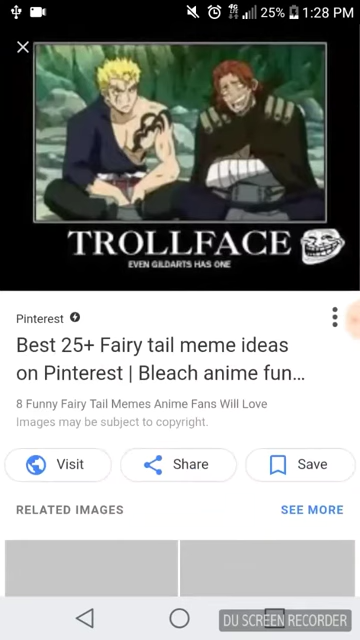 4G
25%
1:28 PM
TROLLFACE
EVEN GILDARTS HAS ONE
Pinterest
Best 25+ Fairy tail meme ideas
on Pinterest | Bleach anime fun...
8 Funny Fairy Tail Memes Anime Fans Will Love
Images may be subject to copyright.
Visit
Share
Save
RELATED IMAGES
SEE MORE
DU SCREEN RECORDER